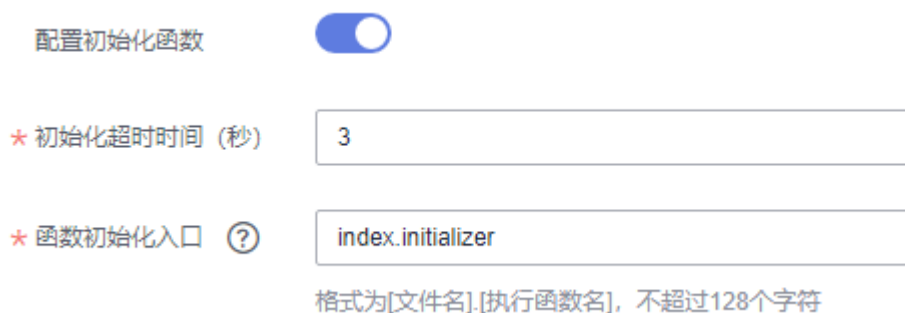 配置初始化函数
* 初始化超时时间（秒） 3
* 函数初始化入口 ? index.initializer
格式为[文件名].[执行函数名]，不超过128个字符